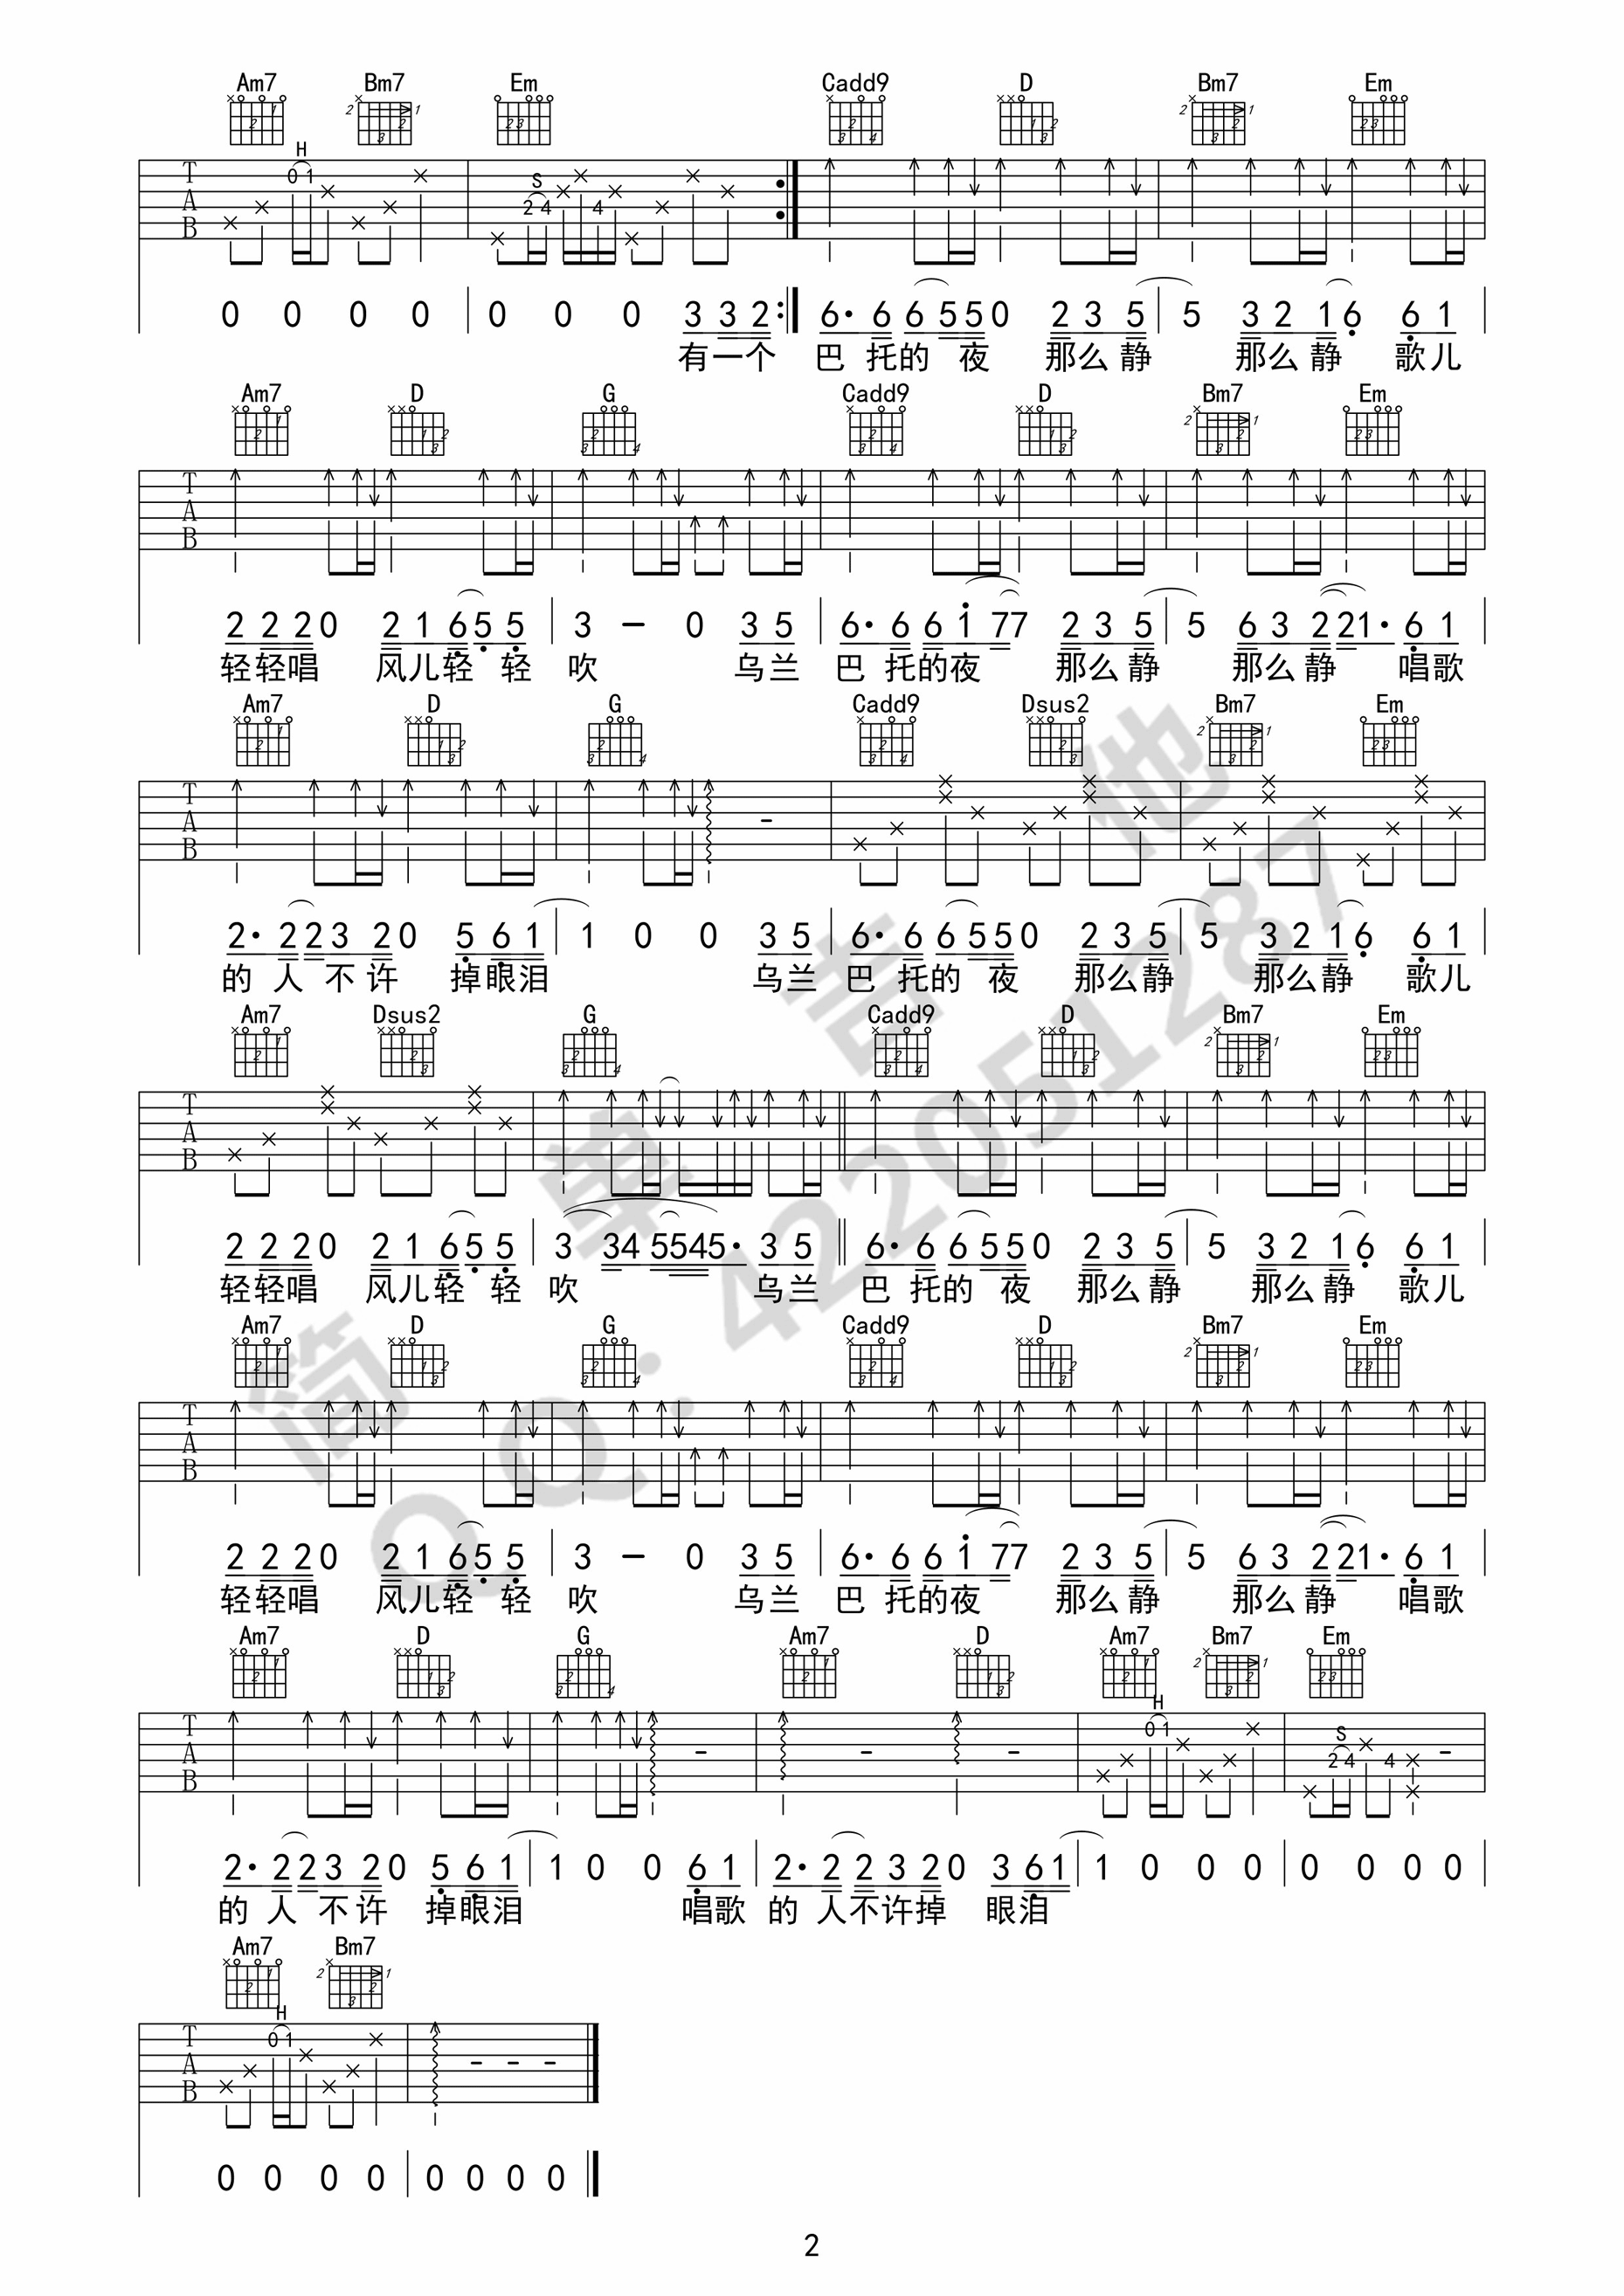 Am7 Bm7 Em Cadd9 D Bm7 Em
H S
T A B
0 1 2 4 4
0 0 0 0 0 0 0 3 3 2 6· 6 6 5 5 0 2 3 5 5 3 2 1 6 6 1
有一个 巴 托的 夜 那么 静 那么 静 歌儿
Am7 D G Cadd9 D Bm7 Em
T A B
2 2 2 0 2 1 6 5 5 3 - 0 3 5 6· 6 6 1 7 7 2 3 5 5 6 3 2 2 1· 6 1
轻轻唱 风儿轻 轻 吹 乌兰 巴 托的夜 那么静 那么 静 唱歌
Am7 D G Cadd9 Dsus2 Bm7 Em
T A B
2· 2 2 3 2 0 5 6 1 1 0 0 3 5 6· 6 6 5 5 0 2 3 5 5 3 2 1 6 6 1
的 人 不许 掉眼泪 乌兰 巴 托的 夜 那么静 那么静 歌儿
Am7 Dsus2 G Cadd9 D Bm7 Em
T A B
2 2 2 0 2 1 6 5 5 3 3 4 5 5 4 5· 3 5 6· 6 6 5 5 0 2 3 5 5 3 2 1 6 6 1
轻轻唱 风儿轻 轻 吹 乌兰 巴 托的 夜 那么 静 那么 静 歌儿
Am7 D G Cadd9 D Bm7 Em
T A B
2 2 2 0 2 1 6 5 5 3 - 0 3 5 6· 6 6 1 7 7 2 3 5 5 6 3 2 2 1· 6 1
轻轻唱 风儿轻 轻 吹 乌兰 巴 托的夜 那么 静 那么 静 唱歌
Am7 D G Am7 D Am7 Bm7 Em
H S
T A B
0 1 2 4 4
2· 2 2 3 2 0 5 6 1 1 0 0 6 1 2· 2 2 3 2 0 3 6 1 1 0 0 0 0 0 0 0
的 人 不许 掉眼泪 唱歌 的 人不许掉 眼泪
Am7 Bm7
H
T A B
0 1
0 0 0 0 0 0 0 0
2
简单吉他
QQ：422051287